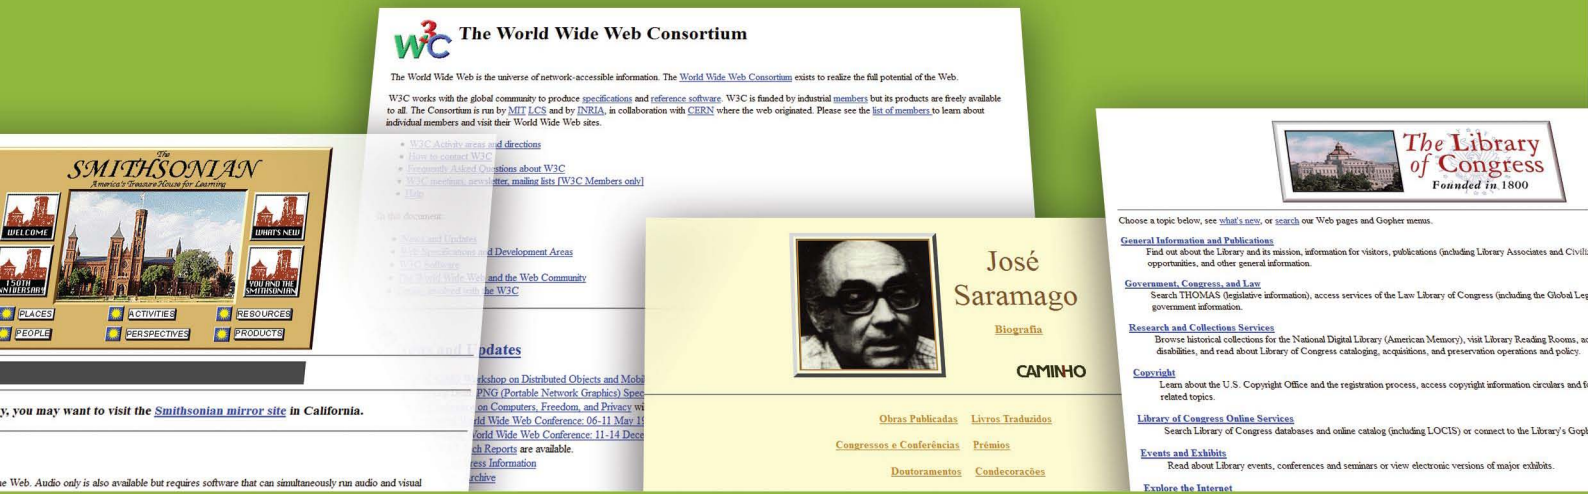 The
SMITHSONIAN
America's Treasure House for Learning
WELCOME
WHAT'S NEW
150TH
ANNIVERSARY
YOU AND THE
SMITHSONIAN
PLACES
ACTIVITIES
RESOURCES
PEOPLE
PERSPECTIVES
PRODUCTS
you may want to visit the Smithsonian mirror site in California.
Web. Audio only is also available but requires software that can simultaneously run audio and visual
W3C
The World Wide Web Consortium
The World Wide Web is the universe of network-accessible information. The World Wide Web Consortium exists to realize the full potential of the Web.
W3C works with the global community to produce specifications and reference software. W3C is funded by industrial members but its products are freely available
to all. The Consortium is run by MIT LCS and by INRIA, in collaboration with CERN where the web originated. Please see the list of members to learn about
individual members and visit their World Wide Web sites.
W3C Activity areas and directions
How to contact W3C
Frequently Asked Questions about W3C
W3C meetings, newsletter, mailing lists [W3C Members only]
Help
In this document:
News and Updates
Web Specifications and Development Areas
W3C Software
The World Wide Web and the Web Community
the W3C
and Updates
on Distributed Objects and
PNG (Portable Network Graphics)
on Computers, Freedom, and Privacy
Wide Web Conference: 06-11 May
Wide Web Conference: 11-14
Reports are available.
Information
José
Saramago
Biografia
CAMINHO
Obras Publicadas Livros Traduzidos
Congressos e Conferências Prémios
Doutoramentos Condecorações
The Library
of Congress
Founded in 1800
Choose a topic below, see what's new, or search our Web pages and Gopher menus.
General Information and Publications
Find out about the Library and its mission, information for visitors, publications (including Library Associates and
opportunities, and other general information.
Government, Congress, and Law
Search THOMAS (legislative information), access services of the Law Library of Congress (including the Global
government information.
Research and Collections Services
Browse historical collections for the National Digital Library (American Memory), visit Library Reading Rooms,
disabilities, and read about Library of Congress cataloging, acquisitions, and preservation operations and policy.
Copyright
Learn about the U.S. Copyright Office and the registration process, access copyright information circulars and
related topics.
Library of Congress Online Services
Search Library of Congress databases and online catalog (including LOCIS) or connect to the Library's
Events and Exhibits
Read about Library events, conferences and seminars or view electronic versions of major exhibits.
Explore the Internet